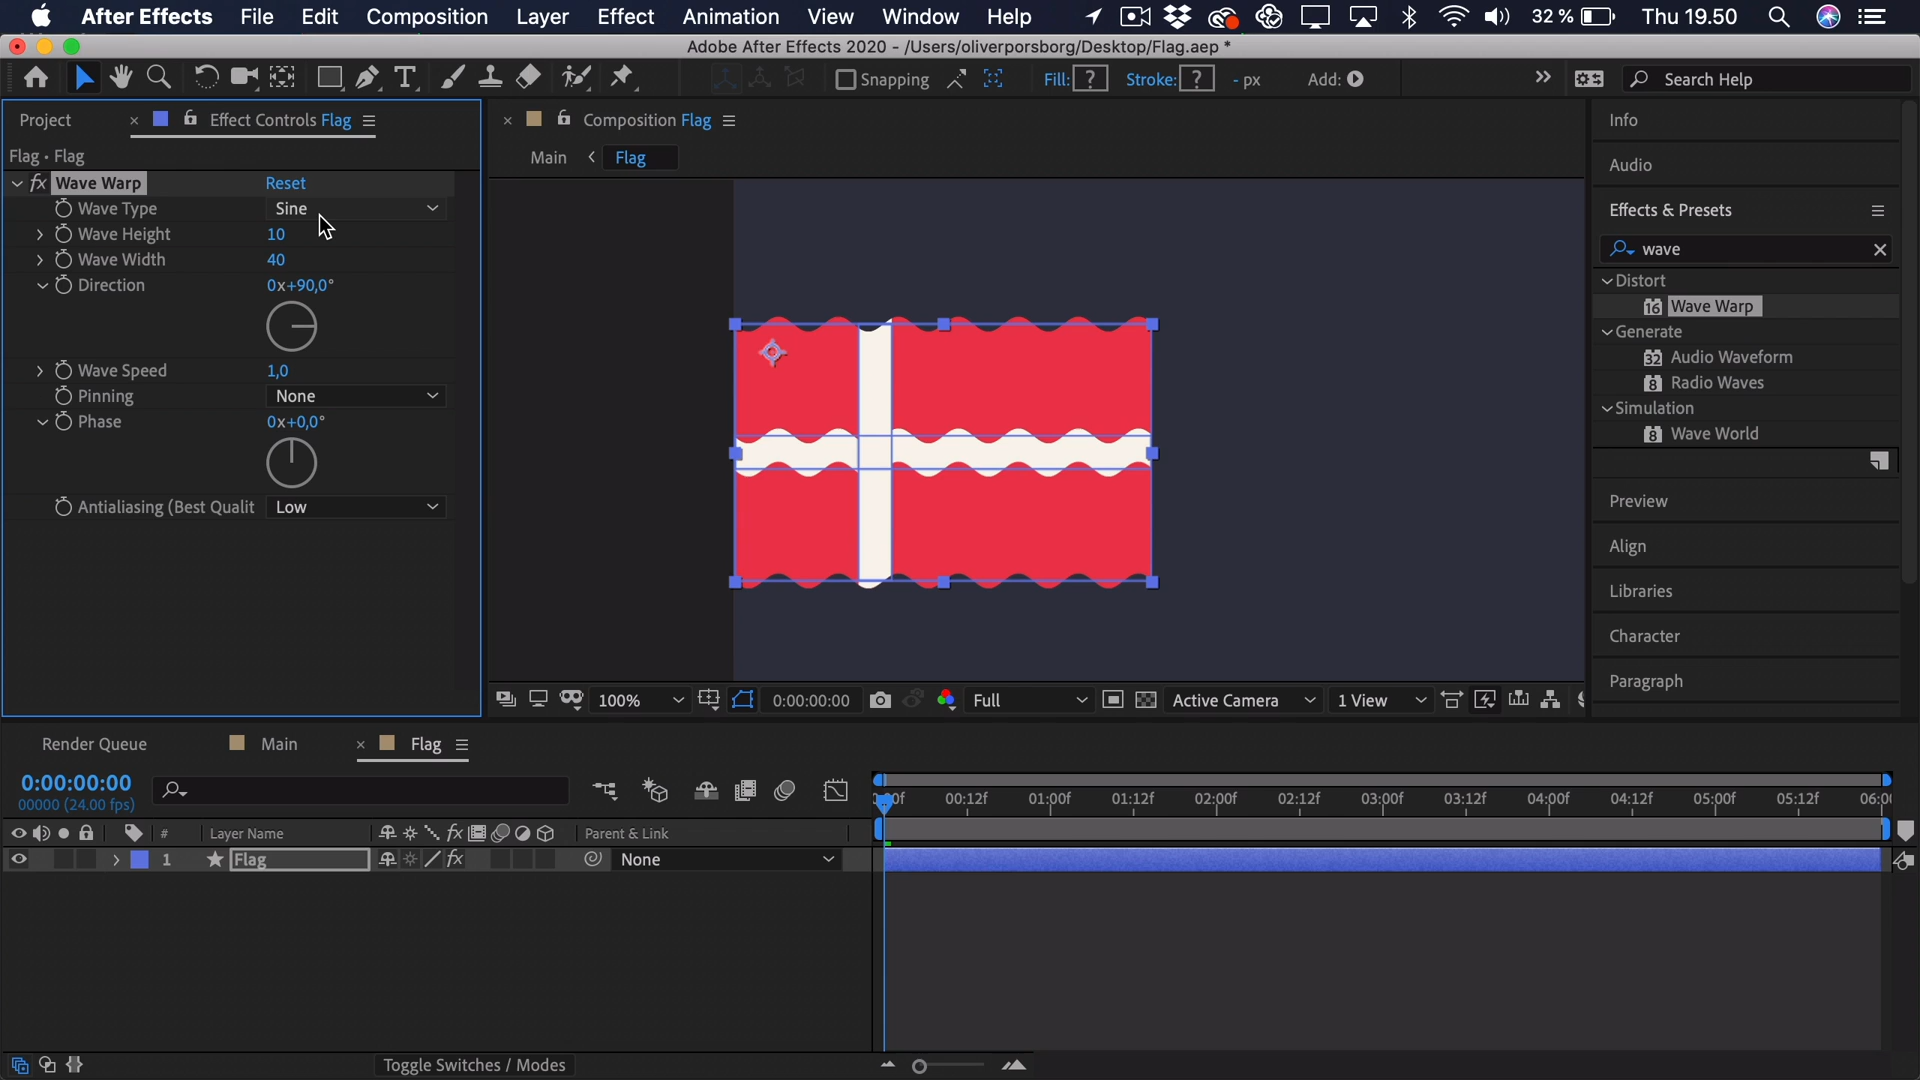 After Effects File Edit Composition Layer Effect Animation View Window Help 32 % Thu 19.50
Adobe After Effects 2020 - /Users/oliverporsborg/Desktop/Flag.aep *
Snapping Fill: ? Stroke: ? - px Add: Search Help
Project Effect Controls Flag
Flag • Flag
fx Wave Warp Reset
Wave Type Sine
Wave Height 10
Wave Width 40
Direction 0x+90,0°
Wave Speed 1,0
Pinning None
Phase 0x+0,0°
Antialiasing (Best Qualit Low
Composition Flag
Main Flag
100% 0:00:00:00 Full Active Camera 1 View
Info
Audio
Effects & Presets
wave
Distort
16 Wave Warp
Generate
32 Audio Waveform
8 Radio Waves
Simulation
8 Wave World
Preview
Align
Libraries
Character
Paragraph
Render Queue Main Flag
0:00:00:00
00000 (24.00 fps)
00:12f 01:00f 01:12f 02:00f 02:12f 03:00f 03:12f 04:00f 04:12f 05:00f 05:12f
# Layer Name fx Parent & Link
1 Flag fx None
Toggle Switches / Modes